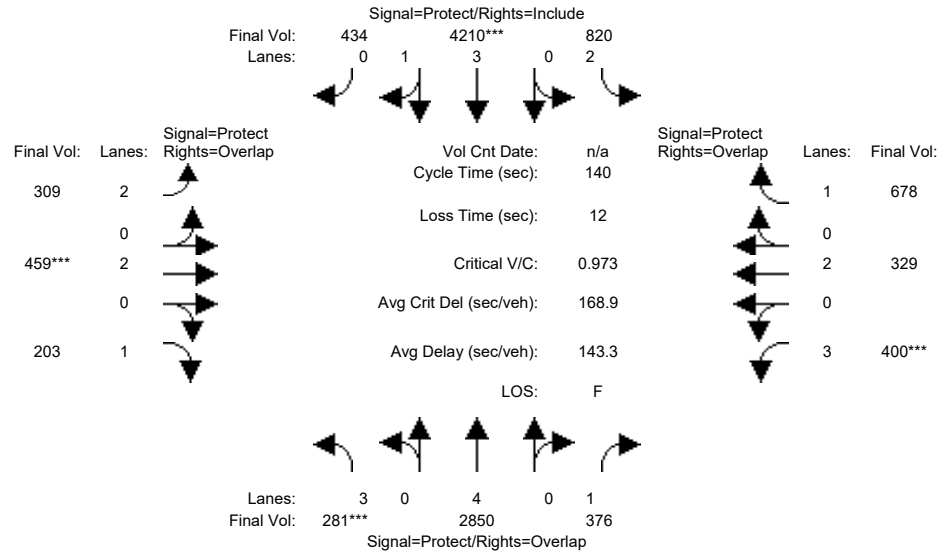 Signal=Protect/Rights=Include
Final Vol: 434 4210*** 820
Lanes: 0 1 3 0 2
Signal=Protect Signal=Protect
Final Vol: Lanes: Rights=Overlap Vol Cnt Date: n/a Rights=Overlap Lanes: Final Vol:
Cycle Time (sec): 140
309 2 1 678
Loss Time (sec): 12
0 0
459*** 2 Critical V/C: 0.973 2 329
0 Avg Crit Del (sec/veh): 168.9 0
203 1 Avg Delay (sec/veh): 143.3 3 400***
LOS: F
Lanes: 3 0 4 0 1
Final Vol: 281*** 2850 376
Signal=Protect/Rights=Overlap